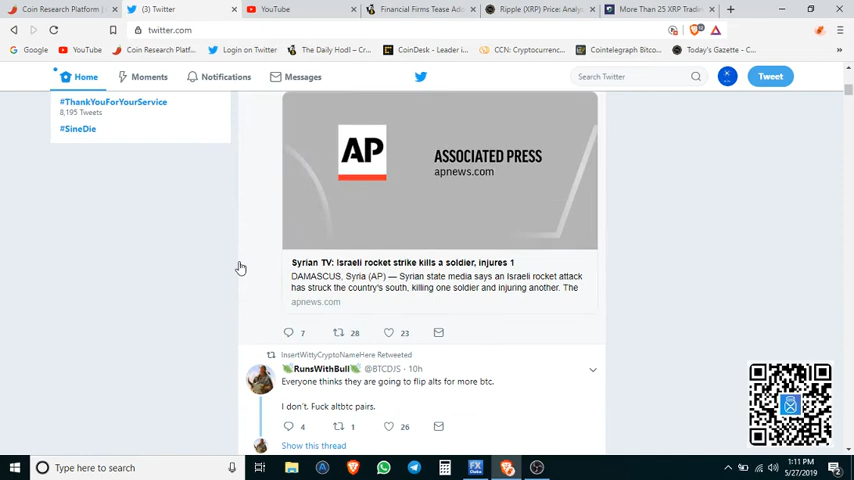 Coin Research Platform |
(3) Twitter
YouTube
Financial Firms Tease Ado
Ripple (XRP) Price: Analys
More Than 25 XRP Tradin
twitter.com
Google
YouTube
Coin Research Platf...
Login on Twitter
The Daily Hodl – Cr...
CoinDesk - Leader i...
CCN: Cryptocurrenc...
Cointelegraph Bitco...
Today's Gazette - C...
Home
Moments
Notifications
Messages
Search Twitter
Tweet
#ThankYouForYourService
8,195 Tweets
#SineDie
AP
ASSOCIATED PRESS
apnews.com
Syrian TV: Israeli rocket strike kills a soldier, injures 1
DAMASCUS, Syria (AP) — Syrian state media says an Israeli rocket attack
has struck the country's south, killing one soldier and injuring another. The
apnews.com
7 28 23
InsertWittyCryptoNameHere Retweeted
RunsWithBull @BTCDJS · 10h
Everyone thinks they are going to flip alts for more btc.
I don't. Fuck altbtc pairs.
4 1 26
Show this thread
Type here to search
FX
1:11 PM
5/27/2019
2